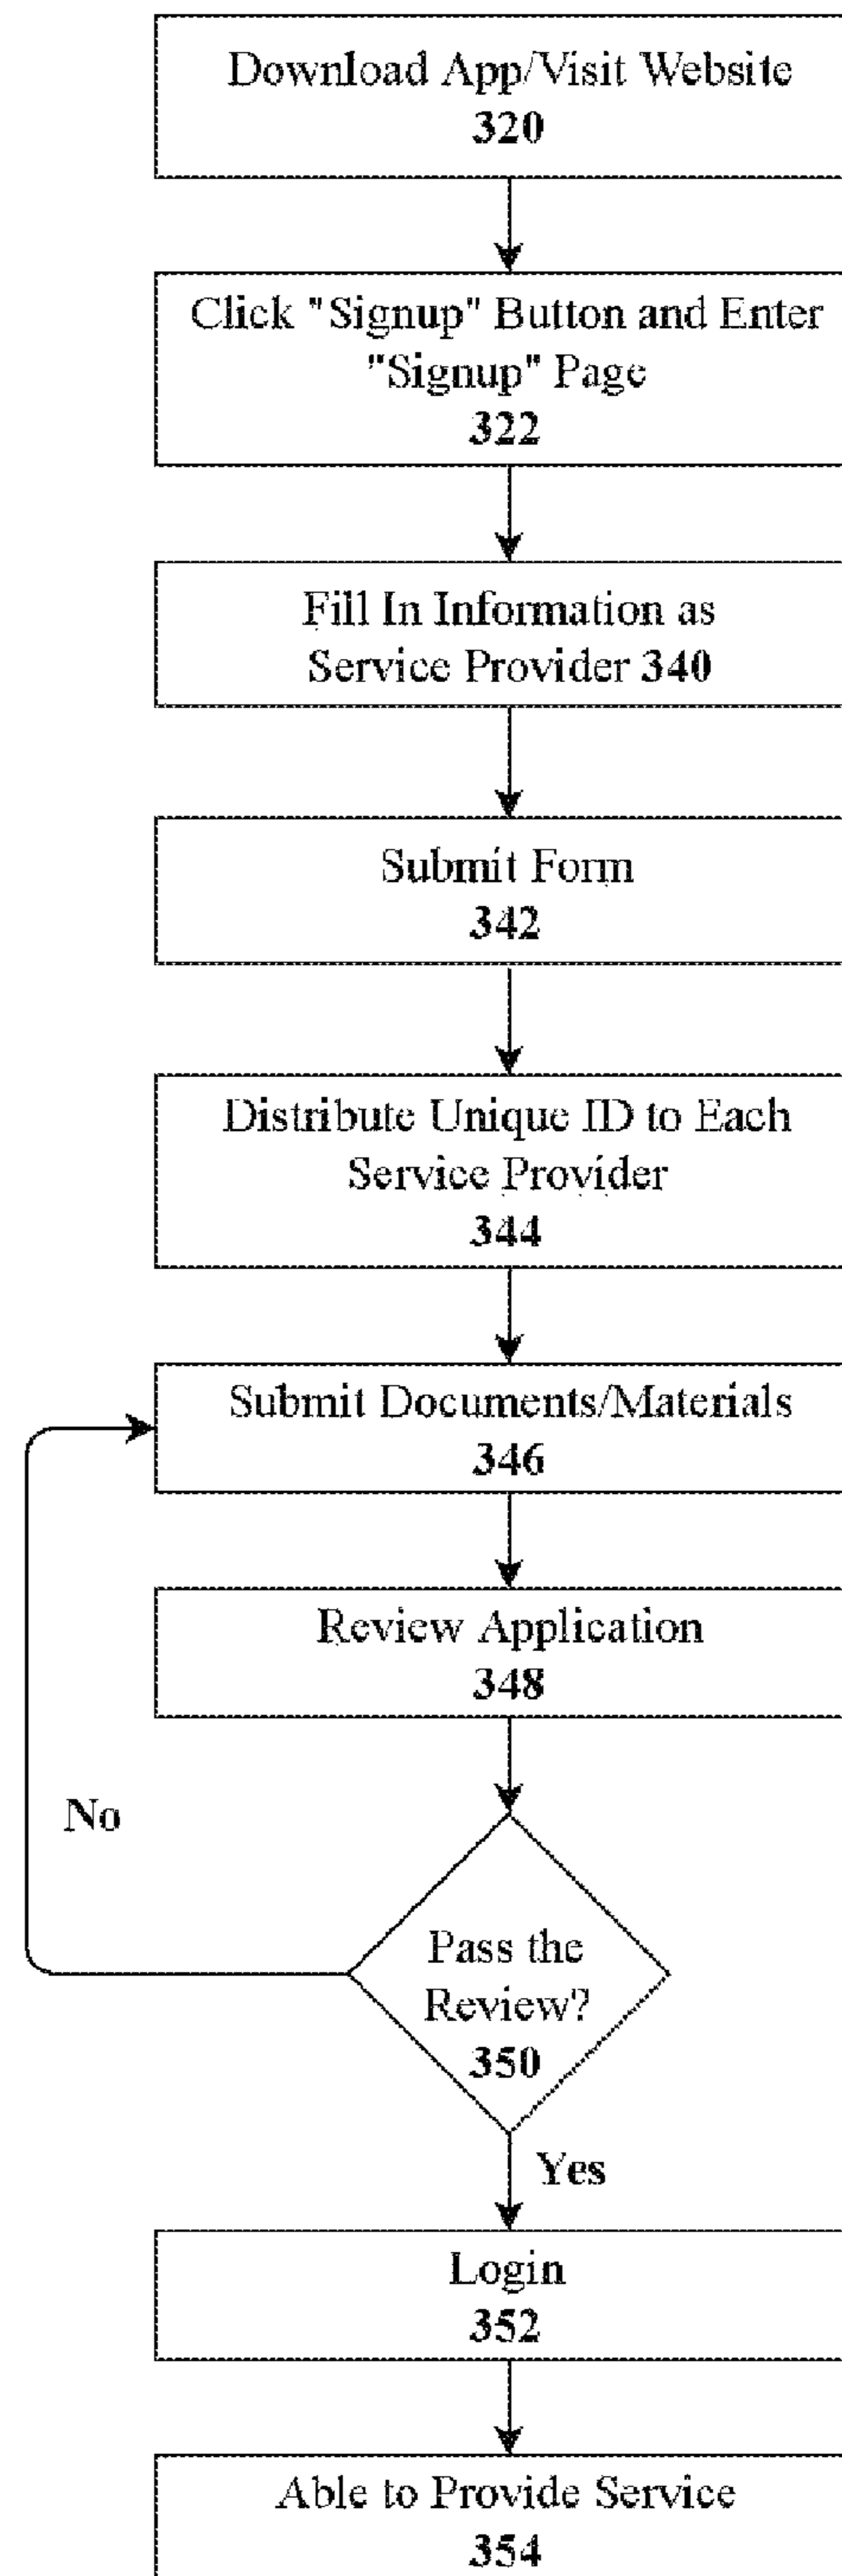 Download App/Visit Website
320
Click "Signup" Button and Enter
"Signup" Page
322
Fill In Information as
Service Provider 340
Submit Form
342
Distribute Unique ID to Each
Service Provider
344
Submit Documents/Materials
346
Review Application
348
No
Pass the
Review?
350
Yes
Login
352
Able to Provide Service
354